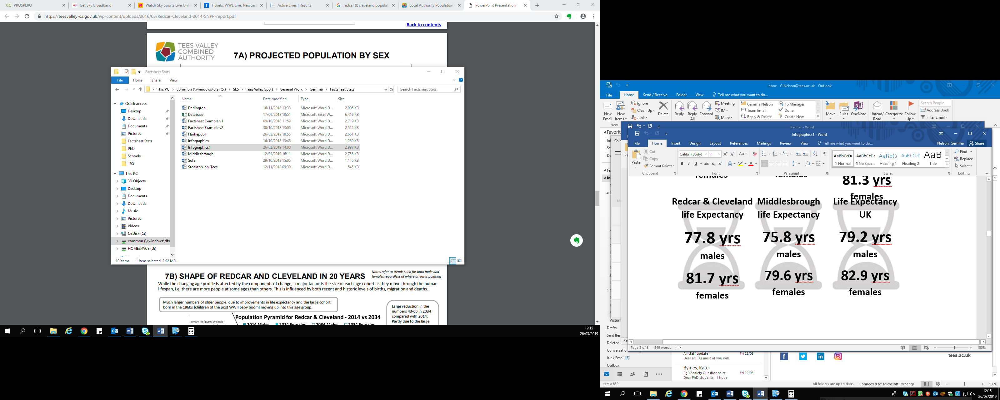 PROSPERO
Get Sky Broadband
Watch Sky Sports Live Onlin
Tickets: WWE Live, Newcast
Active Lives | Results
redcar & cleveland populati
Local Authority Population
PowerPoint Presentation
https://teesvalley-ca.gov.uk/wp-content/uploads/2016/03/Redcar-Cleveland-2014-SNPP-report.pdf
Back to contents
TEES VALLEY
COMBINED
AUTHORITY
7A) PROJECTED POPULATION BY SEX
Factsheet Stats
File Home Share View
This PC > common (\\windows\dfs) (S:) > SLS > Tees Valley Sport > General Work > Gemma > Factsheet Stats
Search Factsheet Stats
Name Date modified Type Size
Darlington 16/11/2018 13:33 Microsoft Word D... 2,005 KB
Database 17/09/2018 10:51 Microsoft Excel W... 6,419 KB
Factsheet Example v1 09/10/2018 11:59 Microsoft Word D... 2,719 KB
Factsheet Example v2 30/10/2018 13:05 Microsoft Word D... 2,515 KB
Hartlepool 26/02/2019 10:55 Microsoft Word D... 2,661 KB
Infographics 16/10/2018 13:48 Microsoft Word D... 1,269 KB
Infographics1 26/02/2019 14:00 Microsoft Word D... 2,997 KB
Middlesbrough 12/03/2019 16:11 Microsoft Word D... 2,756 KB
Sofa 29/10/2018 15:05 Microsoft Word D... 1,146 KB
Stockton-on-Tees 12/11/2018 09:30 Microsoft Word D... 545 KB
Quick access
Desktop
Downloads
Documents
Pictures
Factsheet Stats
PhD
Schools
TVS
This PC
3D Objects
Desktop
Documents
Downloads
Music
Pictures
Videos
OSDisk (C:)
common (\\windows\dfs
HOMESPACE (U:)
10 items 1 item selected 2.92 MB
7B) SHAPE OF REDCAR AND CLEVELAND IN 20 YEARS
Notes refer to trends seen for both male and
females regardless of where arrow is pointing
While the changing age profile is affected by the components of change, a major factor is the size of each age cohort as they move through the human
lifespan, i.e. there are more people at some ages than others. This is influenced by both recent and historic levels of births, migration and deaths.
Much larger numbers of older people, due to improvements in life expectancy and the large cohort
born in the 1960s [children of the post WWII baby boom] moving up into this age group.
Large reduction in the
numbers 43-60 in 2034
compared with 2014.
Partly due to the large
Population Pyramid for Redcar & Cleveland - 2014 vs 2034
For 90+ no figures by single
2014 Males 2014 Females 2034 Males 2034 Females
12:15
26/03/2019
Inbox - G.Nelson@tees.ac.uk - Outlook
File Home Send / Receive Folder View Tell me what you want to do...
New Email
New Items
Ignore
Clean Up
Junk
Delete
Reply
Reply All
Forward
Meeting
IM
More
Gemma Nelson
Team Email
Reply & Delete
To Manager
Done
Create New
Move
Rules
OneNote
Unread/ Read
Categorize
Follow Up
Search People
Address Book
Filter Email
New
Favorit
Redcar - Word
Infographics1 - Word
File Home Insert Design Layout References Mailings Review View Tell me what you want to do...
Nelson, Gemma Share
Paste
Cut
Copy
Format Painter
Calibri (Body) 11
AaBbCcDc AaBbCcDc AaBbCc AaBbCcD AaB
¶ Normal ¶ No Spac... Heading 1 Heading 2 Title
Find
Replace
Select
Clipboard Font Paragraph Styles Editing
females females 81.3 yrs
females
Redcar & Cleveland
life Expectancy
77.8 yrs
males
81.7 yrs
females
Middlesbrough
life Expectancy
75.8 yrs
males
79.6 yrs
females
Life Expectancy
UK
79.2 yrs
males
82.9 yrs
females
Page 3 of 8 549 words
150%
Victori
Drafts
Sent Iter
Deleted
Conversation
Junk Email [6]
Outbox
All staff update Fri 22/03
Dear all, As most of you will
Byrnes, Kate
PgR Society Questionnaire Fri 22/03
Dear PhD students. I hope
tees.ac.uk
Items: 639
All folders are up to date. Connected to: Microsoft Exchange
100%
12:15
26/03/2019